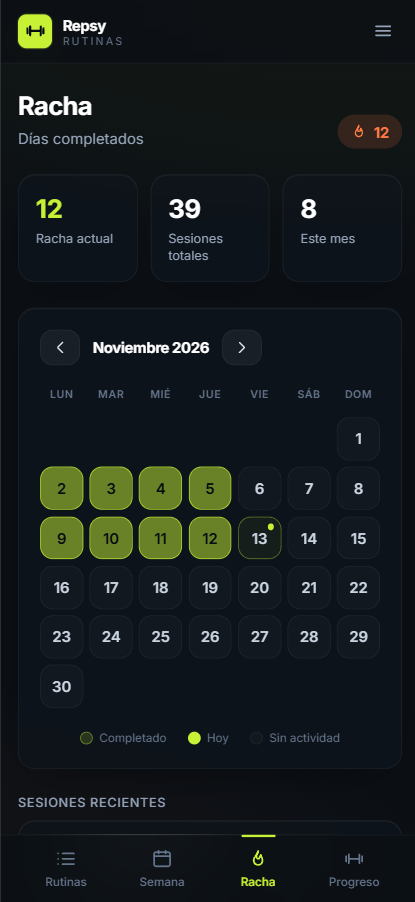 Repsy
RUTINAS
Racha
Días completados
12
12
Racha actual
39
Sesiones
totales
8
Este mes
Noviembre 2026
LUN MAR MIÉ JUE VIE SÁB DOM
1
2 3 4 5 6 7 8
9 10 11 12 13 14 15
16 17 18 19 20 21 22
23 24 25 26 27 28 29
30
Completado Hoy Sin actividad
SESIONES RECIENTES
Rutinas Semana Racha Progreso